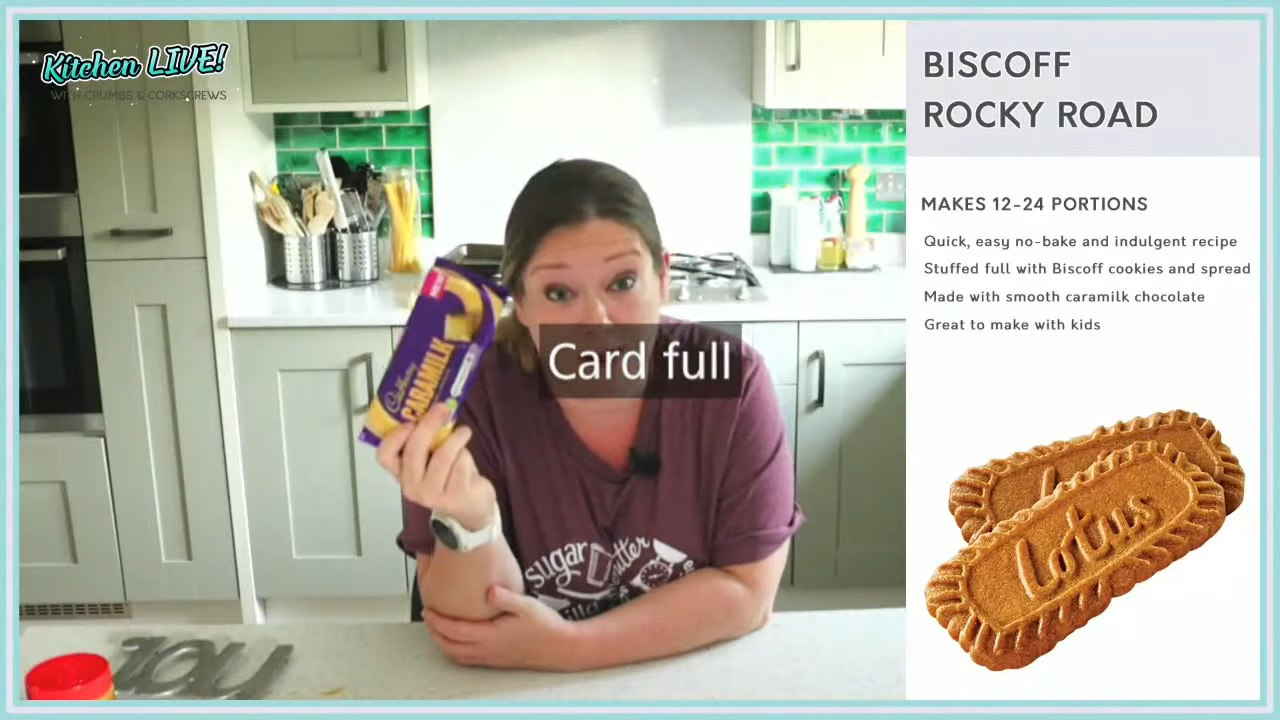 Kitchen LIVE!
WITH CRUMBS & CORKSCREWS
BISCOFF
ROCKY ROAD
MAKES 12-24 PORTIONS
Quick, easy no-bake and indulgent recipe
Stuffed full with Biscoff cookies and spread
Made with smooth caramilk chocolate
Great to make with kids
Cadbury
CARAMILK
Card full
sugar
Lotus